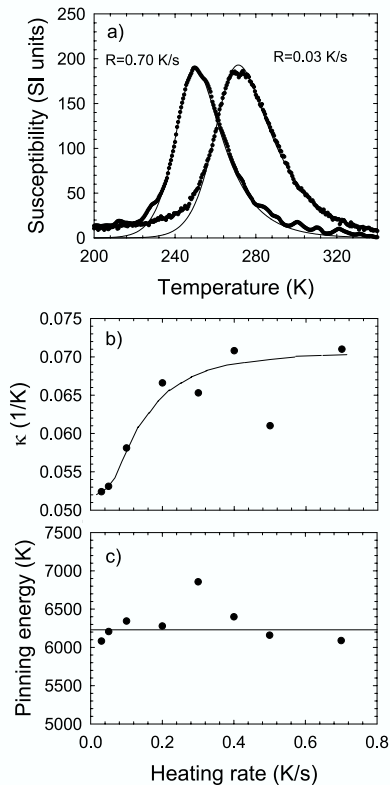 250
a)
R=0.70 K/s
R=0.03 K/s
200
150
100
50
0
Susceptibility (SI units)
200
240
280
320
Temperature (K)
0.075
b)
0.070
0.065
0.060
0.055
0.050
κ (1/K)
7500
c)
7000
6500
6000
5500
5000
Pinning energy (K)
0.0
0.2
0.4
0.6
0.8
Heating rate (K/s)